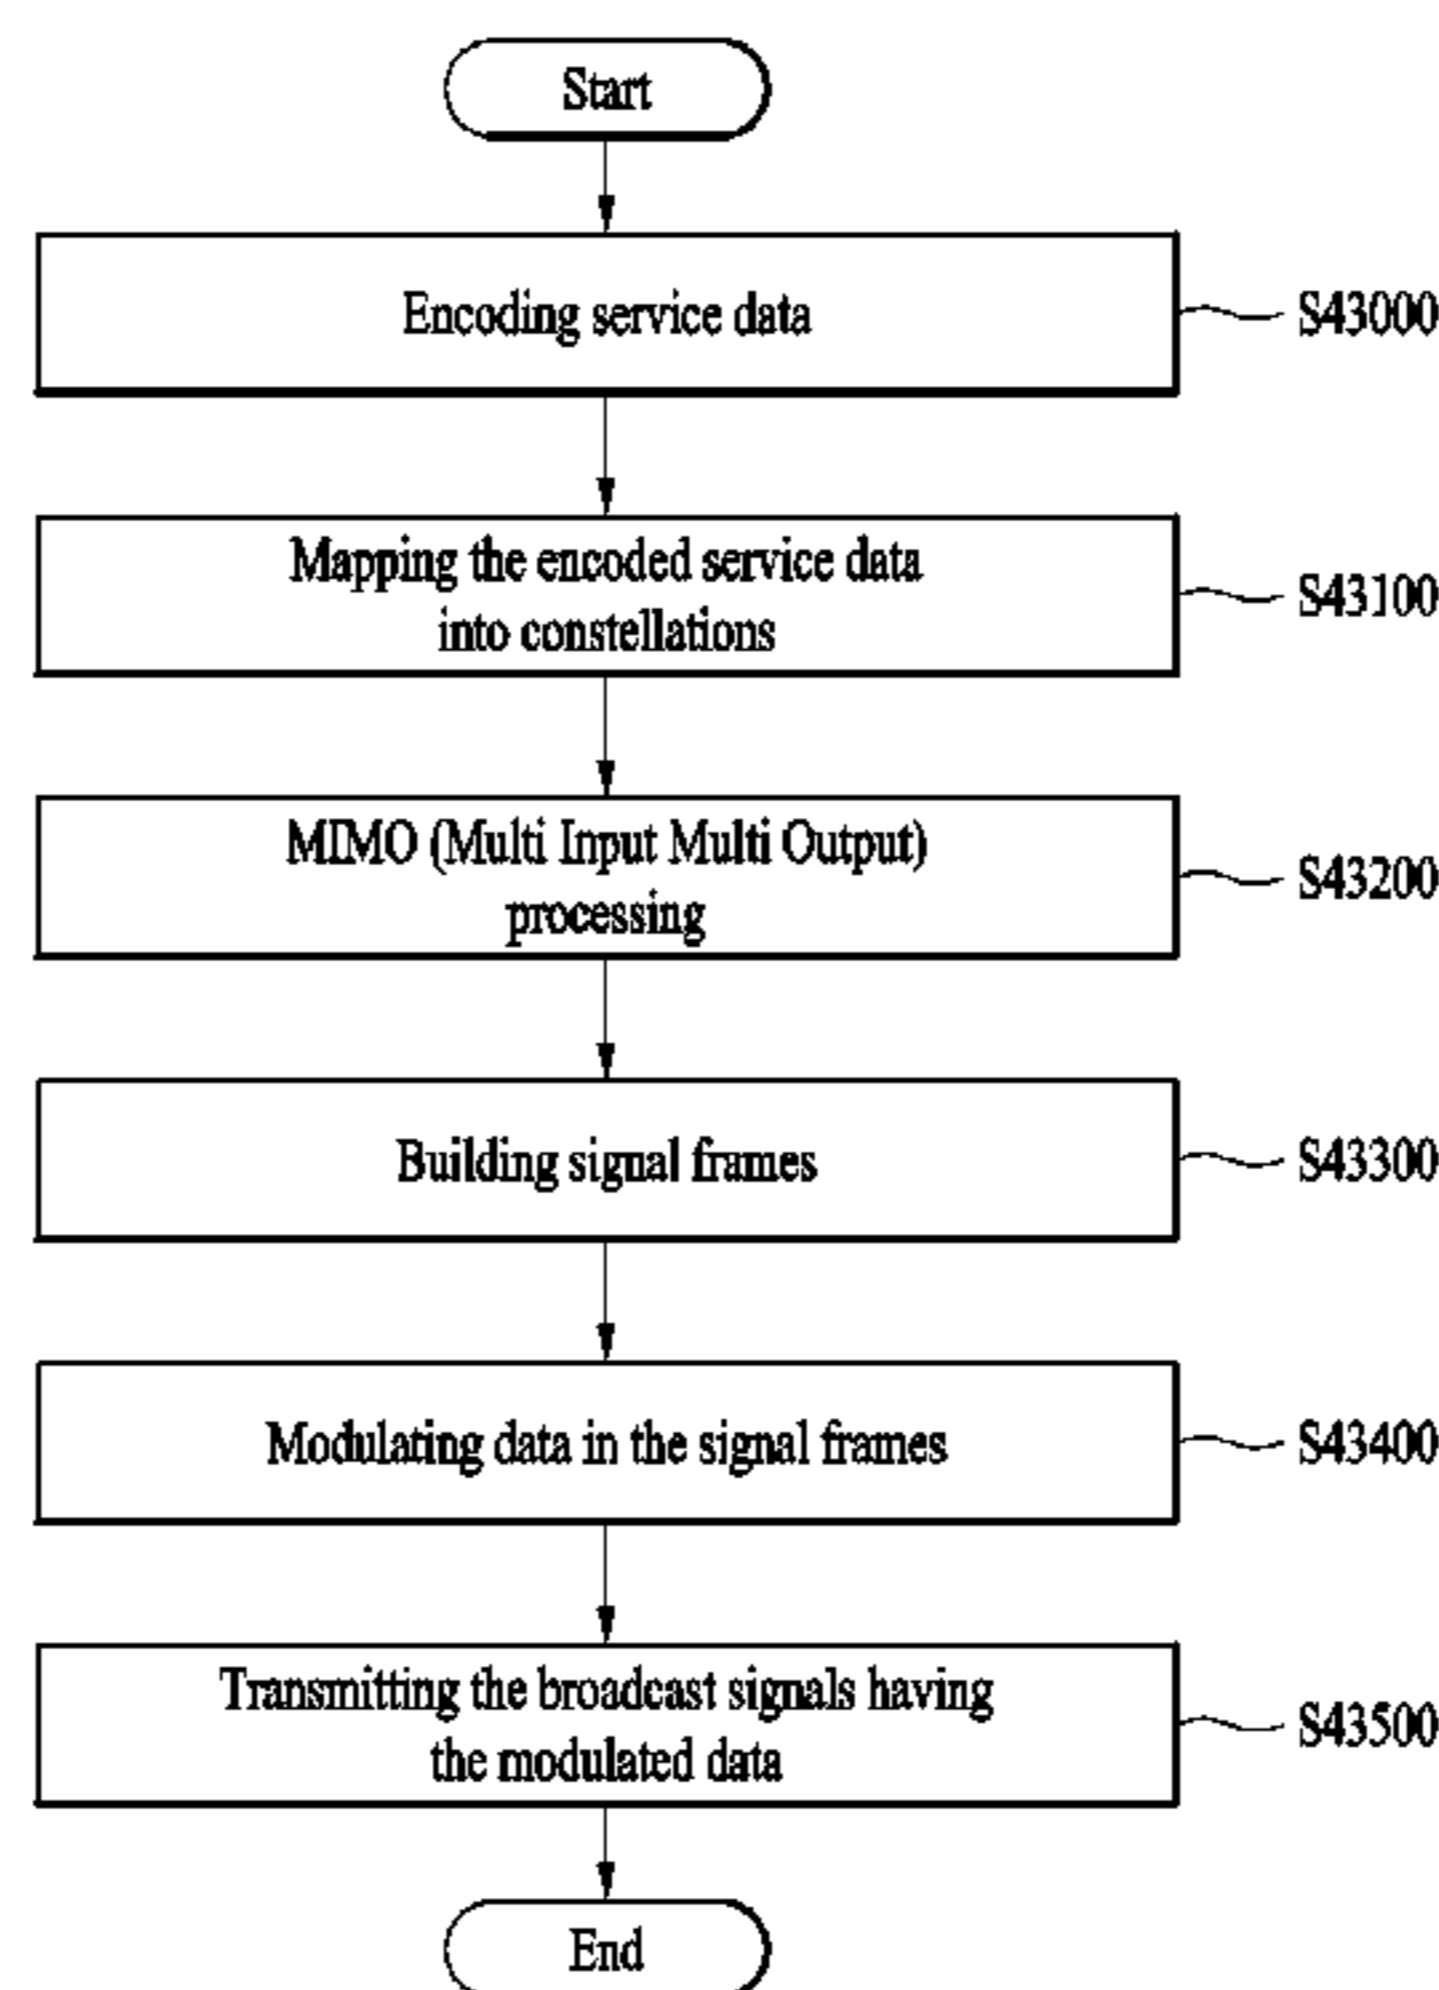 Start
Encoding service data
S43000
Mapping the encoded service data
into constellations
S43100
MIMO (Multi Input Multi Output)
processing
S43200
Building signal frames
S43300
Modulating data in the signal frames
S43400
Transmitting the broadcast signals having
the modulated data
S43500
End